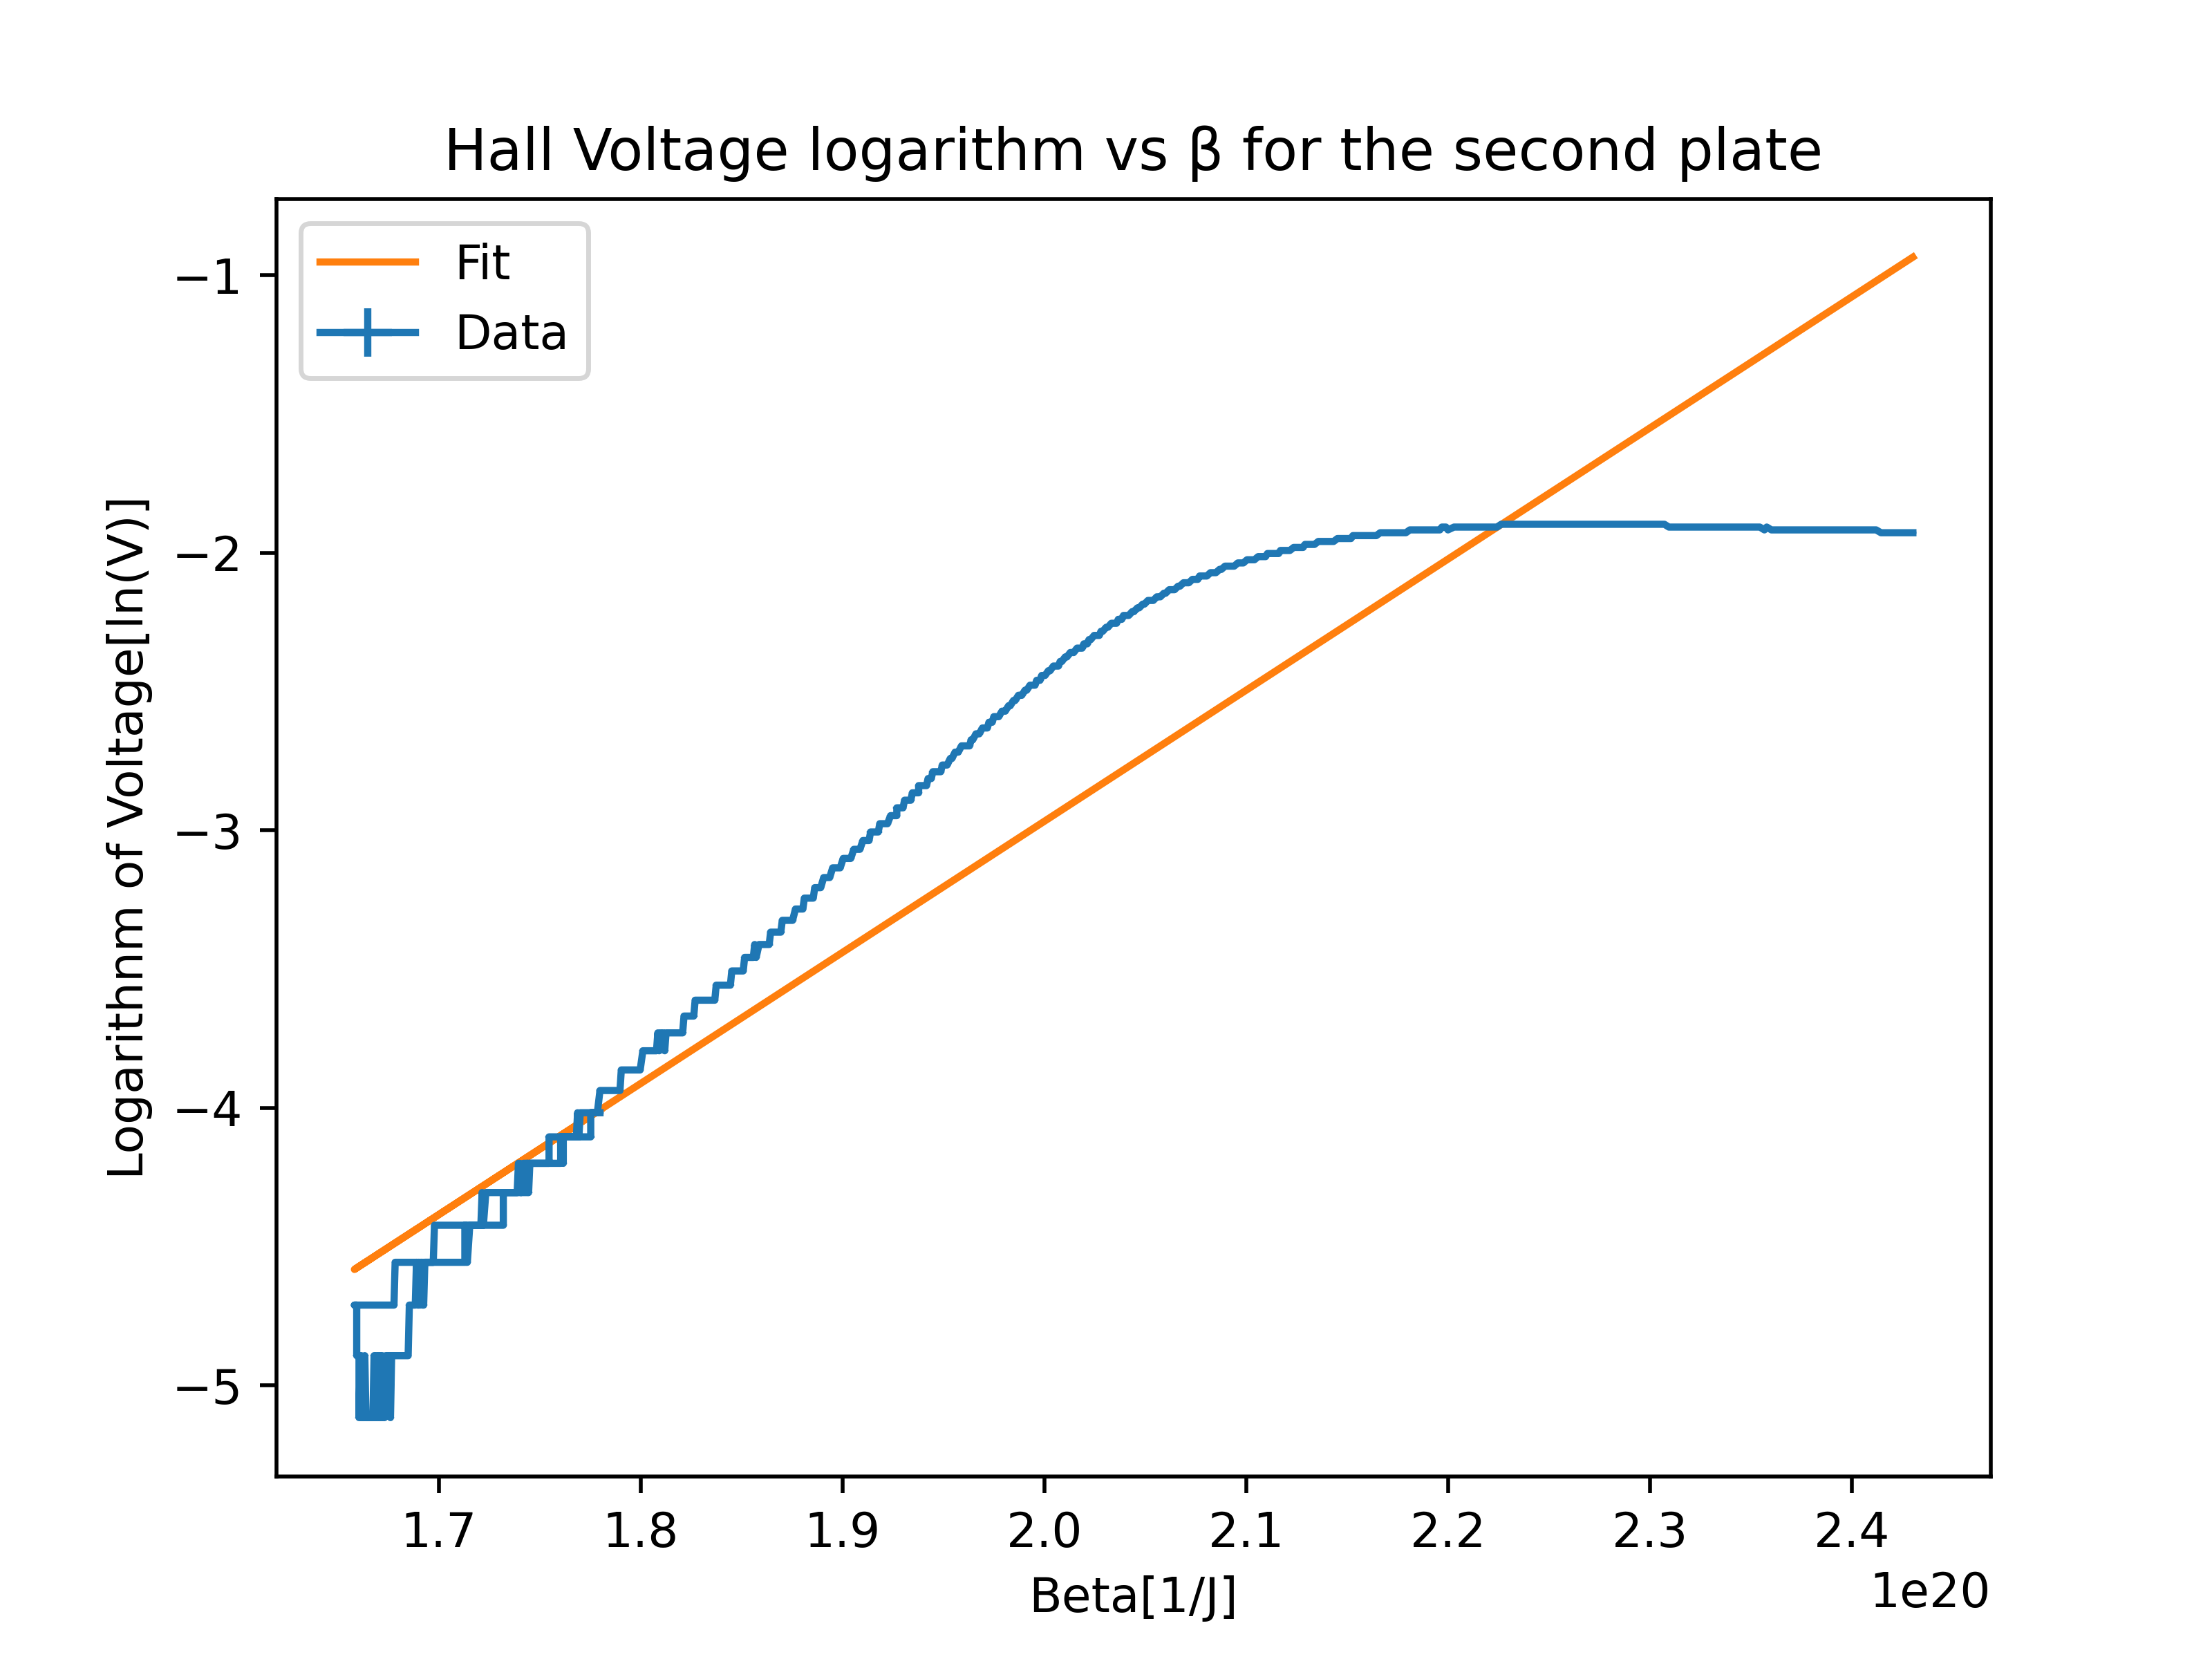 Hall Voltage logarithm vs β for the second plate
Fit
Data
−1
−2
−3
−4
−5
Logarithnm of Voltage[ln(V)]
1.7 1.8 1.9 2.0 2.1 2.2 2.3 2.4
1e20
Beta[1/J]